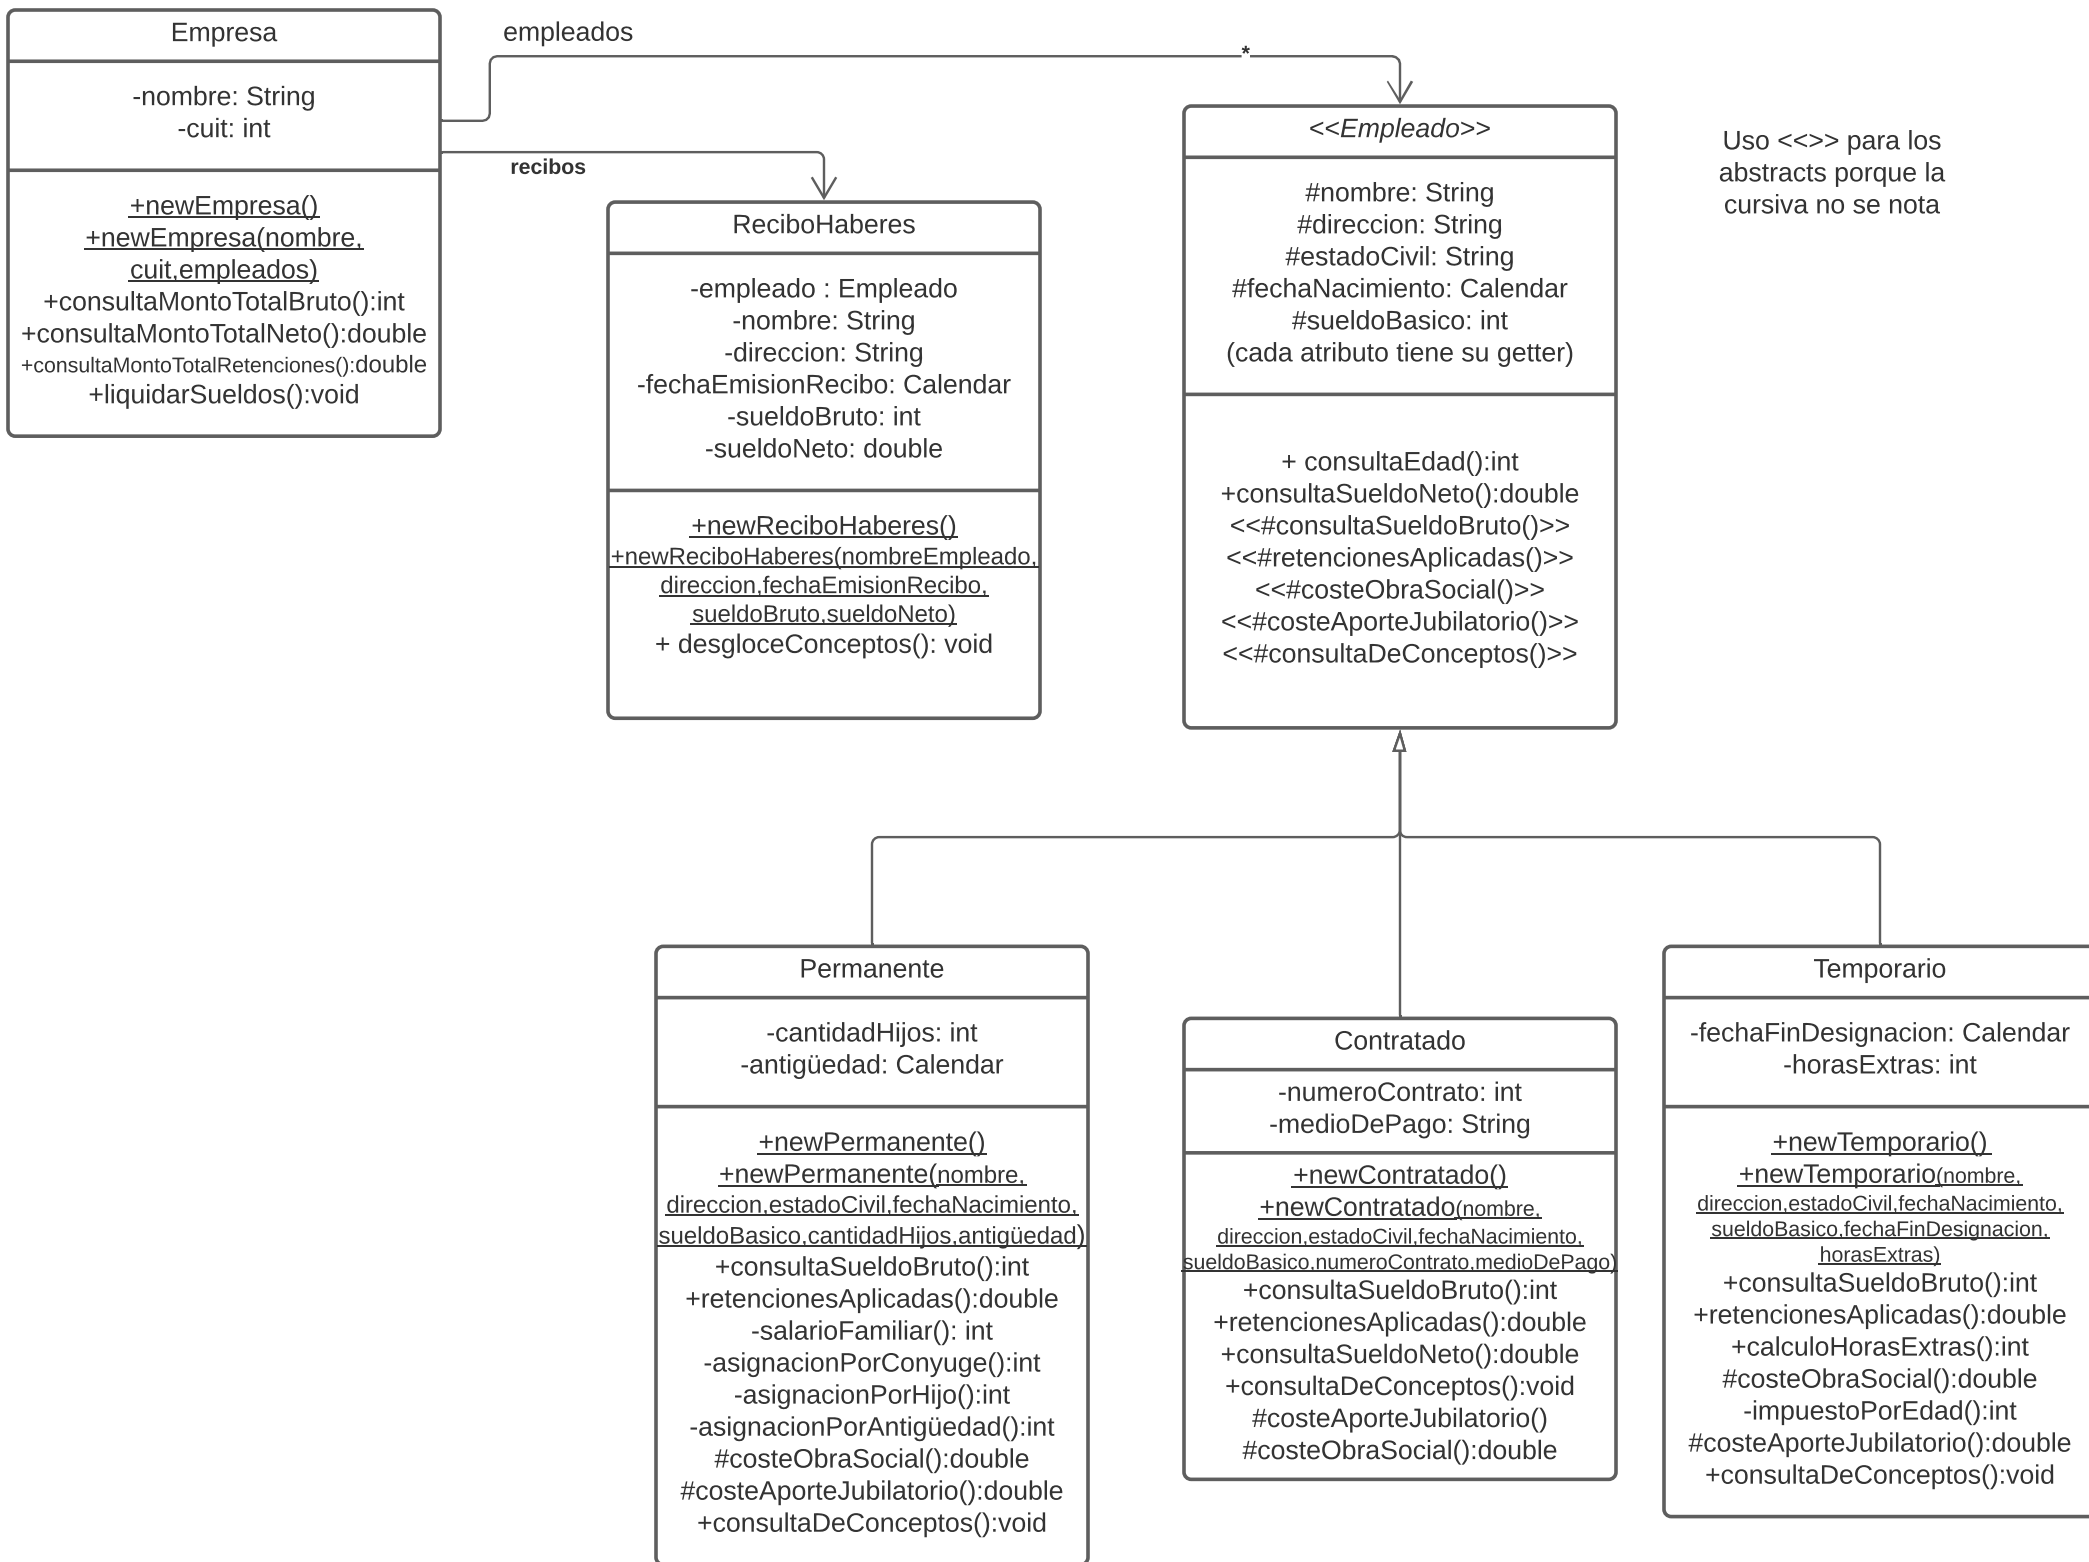 Empresa
-nombre: String
-cuit: int
+newEmpresa()
+newEmpresa(nombre,
cuit,empleados)
+consultaMontoTotalBruto():int
+consultaMontoTotalNeto():double
+consultaMontoTotalRetenciones():double
+liquidarSueldos():void
empleados
*
recibos
ReciboHaberes
-empleado : Empleado
-nombre: String
-direccion: String
-fechaEmisionRecibo: Calendar
-sueldoBruto: int
-sueldoNeto: double
+newReciboHaberes()
+newReciboHaberes(nombreEmpleado,
direccion,fechaEmisionRecibo,
sueldoBruto,sueldoNeto)
+ desgloceConceptos(): void
<<Empleado>>
#nombre: String
#direccion: String
#estadoCivil: String
#fechaNacimiento: Calendar
#sueldoBasico: int
(cada atributo tiene su getter)
+ consultaEdad():int
+consultaSueldoNeto():double
<<#consultaSueldoBruto()>>
<<#retencionesAplicadas()>>
<<#costeObraSocial()>>
<<#costeAporteJubilatorio()>>
<<#consultaDeConceptos()>>
Uso <<>> para los
abstracts porque la
cursiva no se nota
Permanente
-cantidadHijos: int
-antigüedad: Calendar
+newPermanente()
+newPermanente(nombre,
direccion,estadoCivil,fechaNacimiento,
sueldoBasico,cantidadHijos,antigüedad)
+consultaSueldoBruto():int
+retencionesAplicadas():double
-salarioFamiliar(): int
-asignacionPorConyuge():int
-asignacionPorHijo():int
-asignacionPorAntigüedad():int
#costeObraSocial():double
#costeAporteJubilatorio():double
+consultaDeConceptos():void
Contratado
-numeroContrato: int
-medioDePago: String
+newContratado()
+newContratado(nombre,
direccion,estadoCivil,fechaNacimiento,
sueldoBasico,numeroContrato,medioDePago)
+consultaSueldoBruto():int
+retencionesAplicadas():double
+consultaSueldoNeto():double
+consultaDeConceptos():void
#costeAporteJubilatorio()
#costeObraSocial():double
Temporario
-fechaFinDesignacion: Calendar
-horasExtras: int
+newTemporario()
+newTemporario(nombre,
direccion,estadoCivil,fechaNacimiento,
sueldoBasico,fechaFinDesignacion,
horasExtras)
+consultaSueldoBruto():int
+retencionesAplicadas():double
+calculoHorasExtras():int
#costeObraSocial():double
-impuestoPorEdad():int
#costeAporteJubilatorio():double
+consultaDeConceptos():void